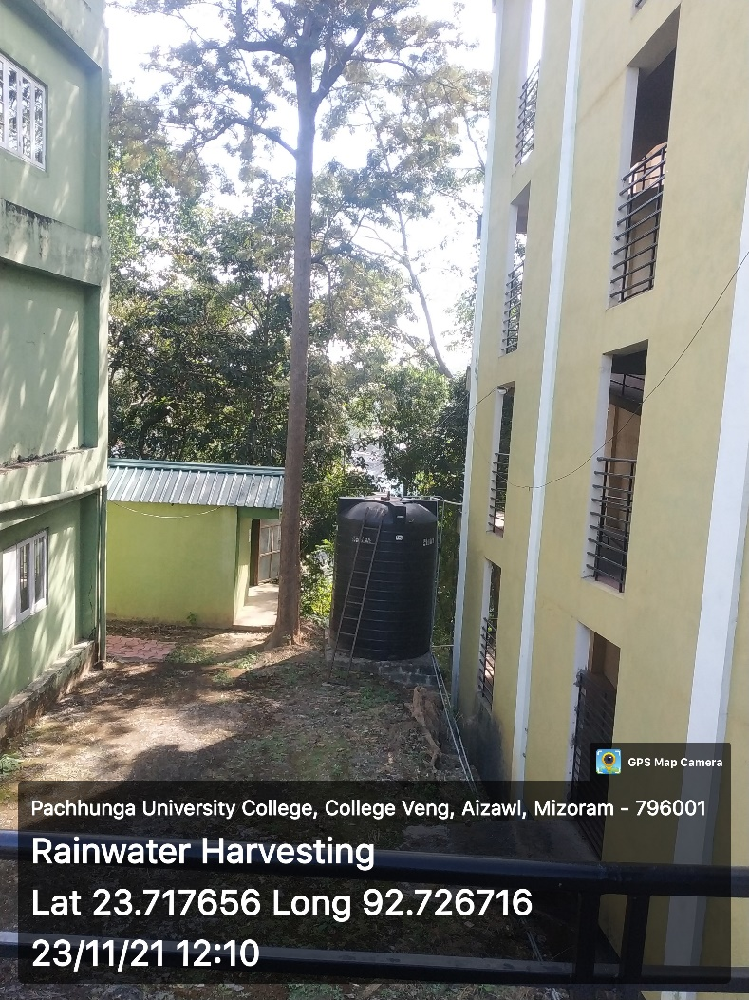 GPS Map Camera
Pachhunga University College, College Veng, Aizawl, Mizoram - 796001
Rainwater Harvesting
Lat 23.717656 Long 92.726716
23/11/21 12:10